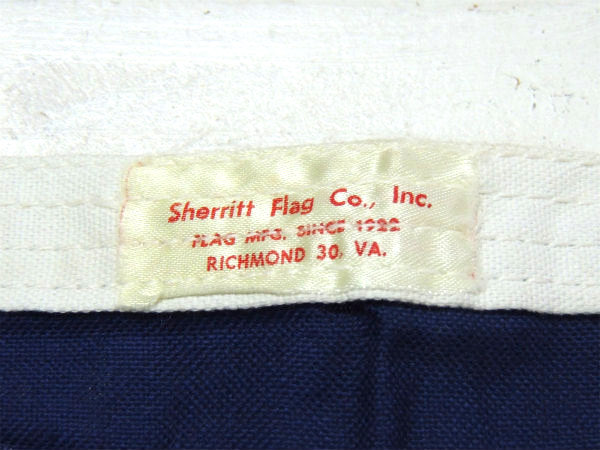 Sherritt Flag Co., Inc.
FLAG MFG. SINCE 1922
RICHMOND 30, VA.